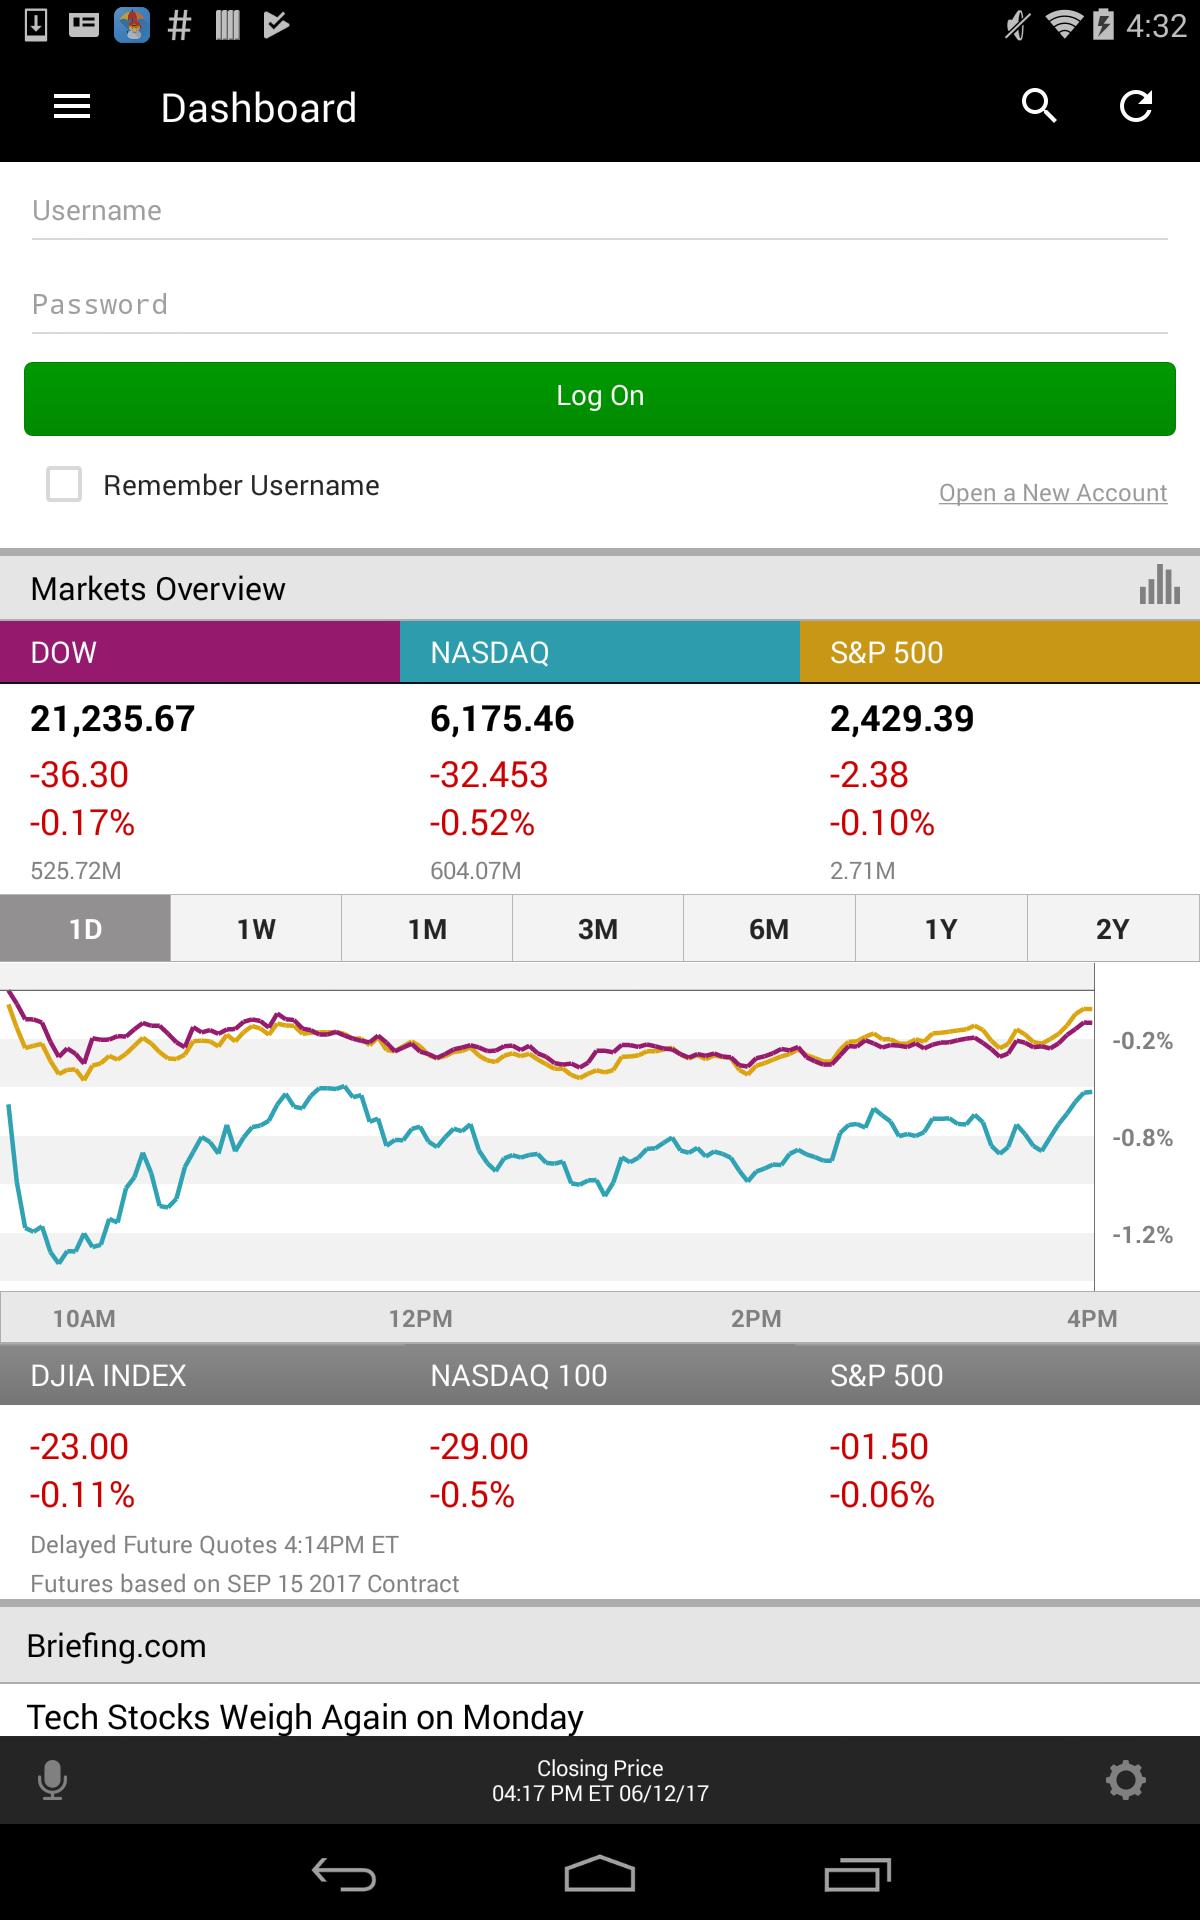 4:32
Dashboard
Username
Password
Log On
Remember Username
Open a New Account
Markets Overview
DOW NASDAQ S&P 500
21,235.67 6,175.46 2,429.39
-36.30 -32.453 -2.38
-0.17% -0.52% -0.10%
525.72M 604.07M 2.71M
1D 1W 1M 3M 6M 1Y 2Y
-0.2%
-0.8%
-1.2%
10AM 12PM 2PM 4PM
DJIA INDEX NASDAQ 100 S&P 500
-23.00 -29.00 -01.50
-0.11% -0.5% -0.06%
Delayed Future Quotes 4:14PM ET
Futures based on SEP 15 2017 Contract
Briefing.com
Tech Stocks Weigh Again on Monday
Closing Price
04:17 PM ET 06/12/17